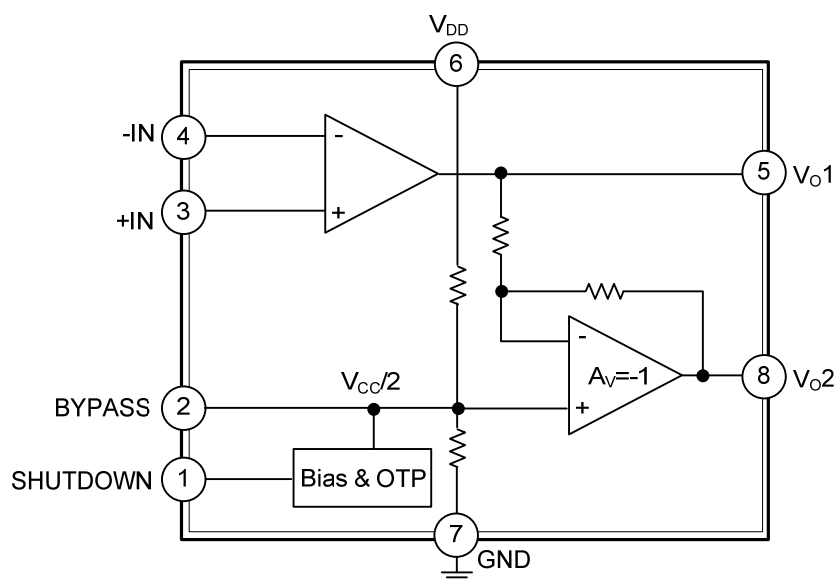 VDD
6
-IN 4
-
+IN 3
+
5 VO1
-
AV=-1
+
8 VO2
VCC/2
BYPASS 2
SHUTDOWN 1
Bias & OTP
7
GND